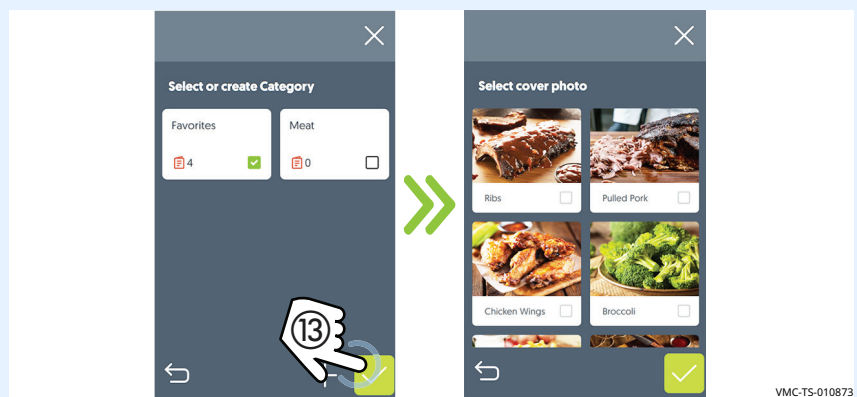 Select or create Category
Favorites
Meat
4
0
13
Select cover photo
Ribs
Pulled Pork
Chicken Wings
Broccoli
VMC-TS-010873